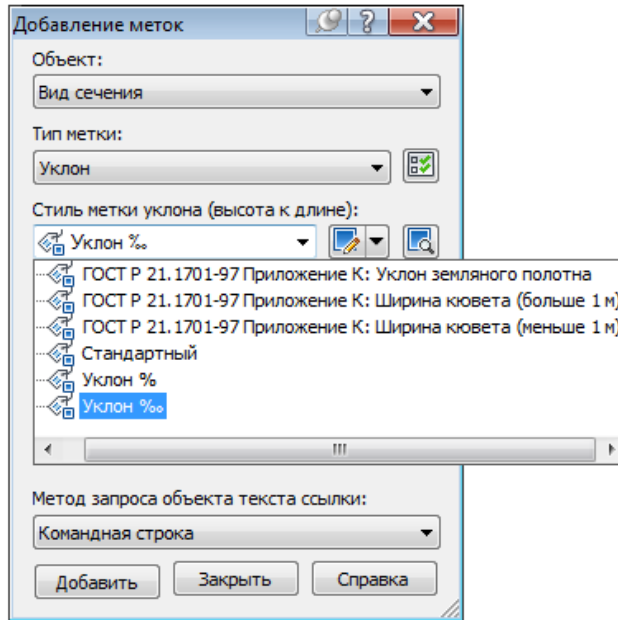 Добавление меток
Объект:
Вид сечения
Тип метки:
Уклон
Стиль метки уклона (высота к длине):
Уклон ‰
ГОСТ Р 21.1701-97 Приложение К: Уклон земляного полотна
ГОСТ Р 21.1701-97 Приложение К: Ширина кювета (больше 1 м)
ГОСТ Р 21.1701-97 Приложение К: Ширина кювета (меньше 1 м)
Стандартный
Уклон %
Уклон ‰
Метод запроса объекта текста ссылки:
Командная строка
Добавить Закрыть Справка